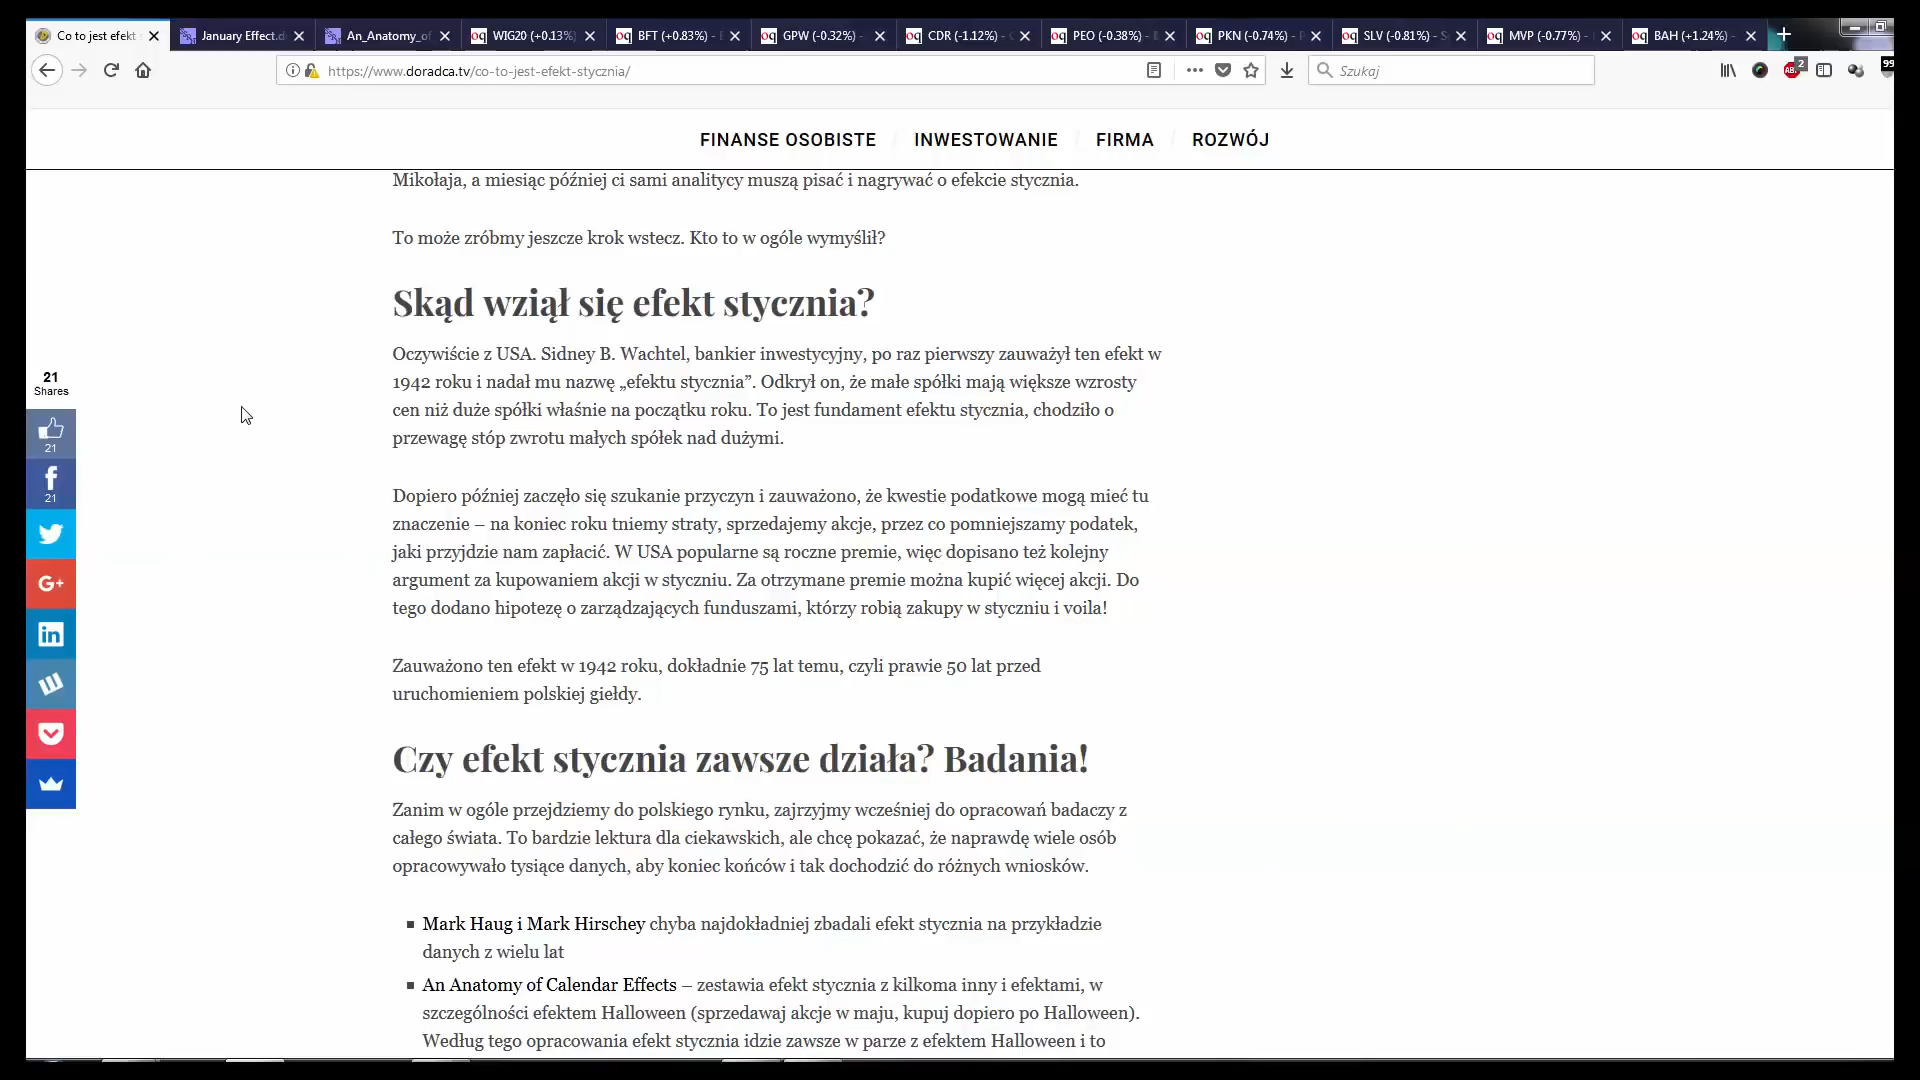 Co to jest efekt
January Effect.d
An_Anatomy_of
WIG20 (+0.13%)
BFT (+0.83%) -
GPW (-0.32%) -
CDR (-1.12%) -
PEO (-0.38%) -
PKN (-0.74%) -
SLV (-0.81%) -
MVP (-0.77%) -
BAH (+1.24%) -
https://www.doradca.tv/co-to-jest-efekt-stycznia/
Szukaj
2
99
FINANSE OSOBISTE
INWESTOWANIE
FIRMA
ROZWÓJ
Mikołaja, a miesiąc później ci sami analitycy muszą pisać i nagrywać o efekcie stycznia.
To może zróbmy jeszcze krok wstecz. Kto to w ogóle wymyślił?
Skąd wziął się efekt stycznia?
Oczywiście z USA. Sidney B. Wachtel, bankier inwestycyjny, po raz pierwszy zauważył ten efekt w
1942 roku i nadał mu nazwę „efektu stycznia”. Odkrył on, że małe spółki mają większe wzrosty
cen niż duże spółki właśnie na początku roku. To jest fundament efektu stycznia, chodziło o
przewagę stóp zwrotu małych spółek nad dużymi.
21
Shares
21
21
Dopiero później zaczęło się szukanie przyczyn i zauważono, że kwestie podatkowe mogą mieć tu
znaczenie – na koniec roku tniemy straty, sprzedajemy akcje, przez co pomniejszamy podatek,
jaki przyjdzie nam zapłacić. W USA popularne są roczne premie, więc dopisano też kolejny
argument za kupowaniem akcji w styczniu. Za otrzymane premie można kupić więcej akcji. Do
tego dodano hipotezę o zarządzających funduszami, którzy robią zakupy w styczniu i voila!
Zauważono ten efekt w 1942 roku, dokładnie 75 lat temu, czyli prawie 50 lat przed
uruchomieniem polskiej giełdy.
Czy efekt stycznia zawsze działa? Badania!
Zanim w ogóle przejdziemy do polskiego rynku, zajrzyjmy wcześniej do opracowań badaczy z
całego świata. To bardzie lektura dla ciekawskich, ale chcę pokazać, że naprawdę wiele osób
opracowywało tysiące danych, aby koniec końców i tak dochodzić do różnych wniosków.
Mark Haug i Mark Hirschey chyba najdokładniej zbadali efekt stycznia na przykładzie
danych z wielu lat
An Anatomy of Calendar Effects – zestawia efekt stycznia z kilkoma inny i efektami, w
szczególności efektem Halloween (sprzedawaj akcje w maju, kupuj dopiero po Halloween).
Według tego opracowania efekt stycznia idzie zawsze w parze z efektem Halloween i to